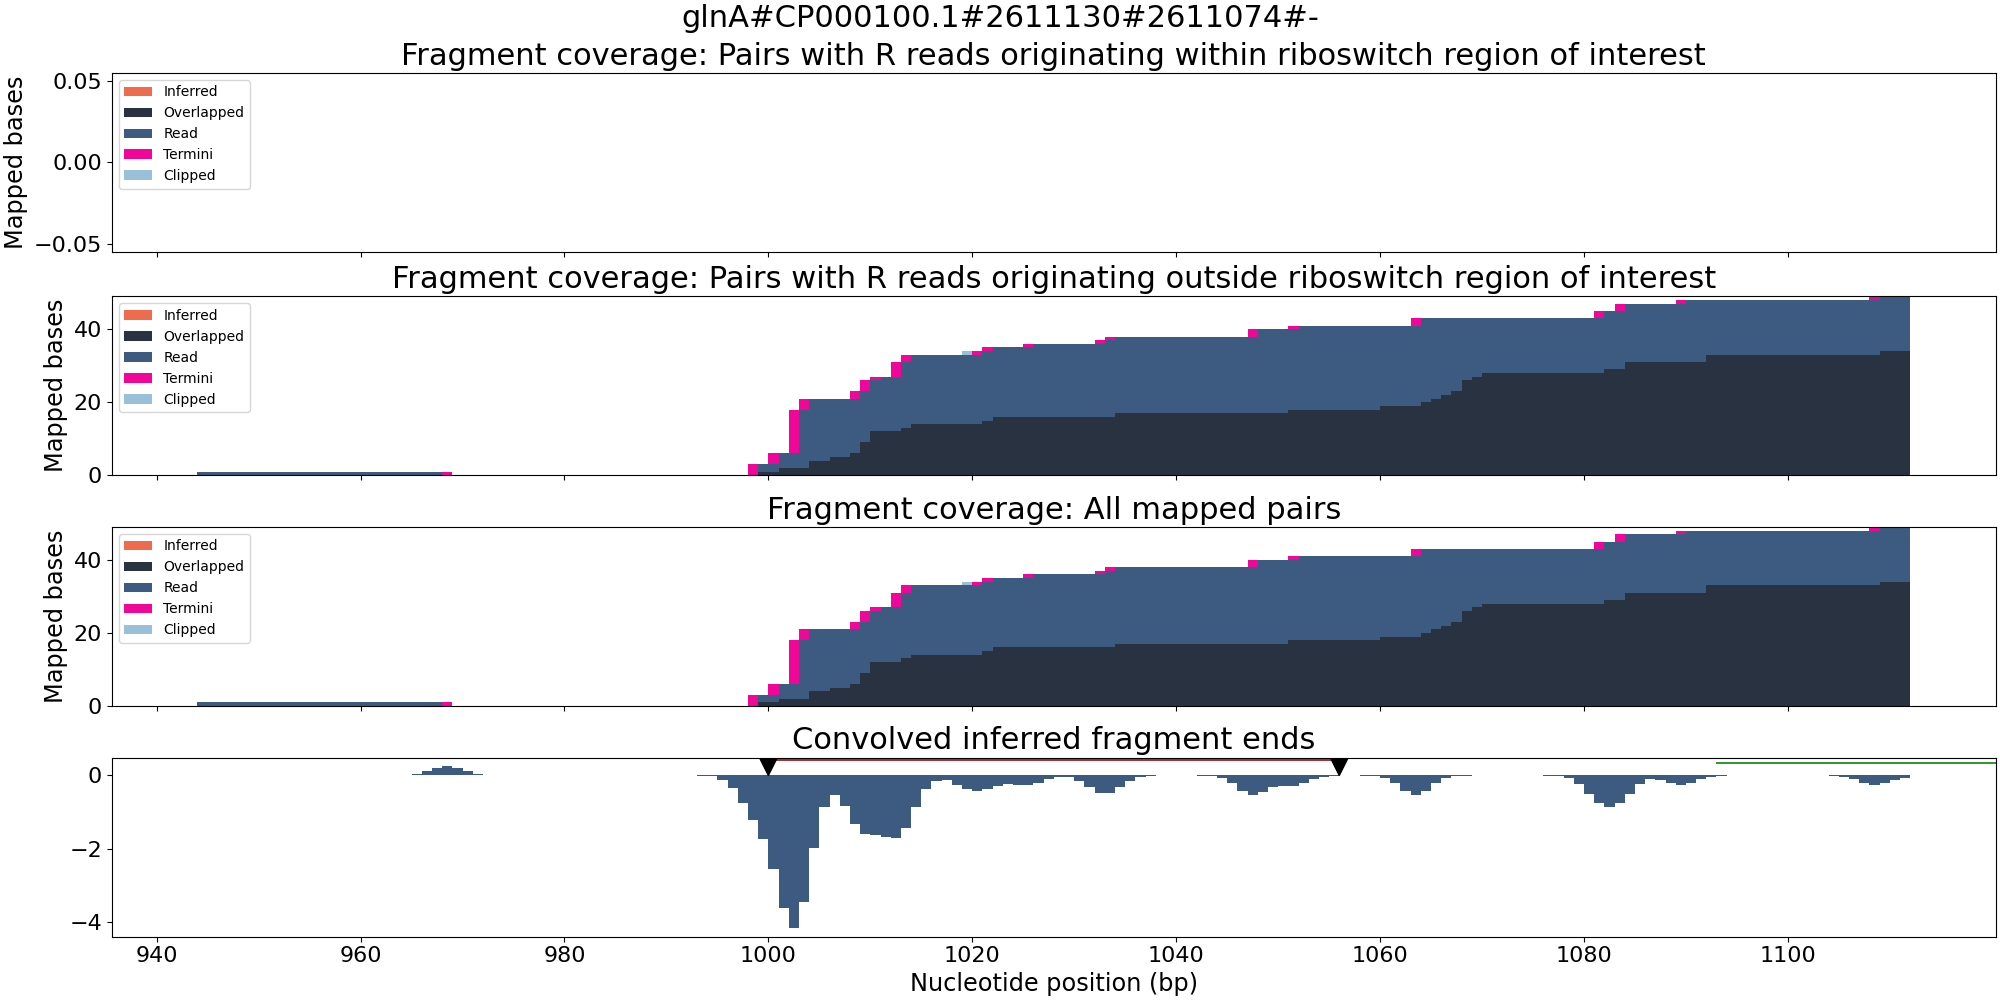 glnA#CP000100.1#2611130#2611074#-
Fragment coverage: Pairs with R reads originating within riboswitch region of interest
Mapped bases
0.05
0.00
−0.05
Inferred
Overlapped
Read
Termini
Clipped
Fragment coverage: Pairs with R reads originating outside riboswitch region of interest
Mapped bases
40
20
0
Inferred
Overlapped
Read
Termini
Clipped
Fragment coverage: All mapped pairs
Mapped bases
40
20
0
Inferred
Overlapped
Read
Termini
Clipped
Convolved inferred fragment ends
0
−2
−4
940 960 980 1000 1020 1040 1060 1080 1100
Nucleotide position (bp)